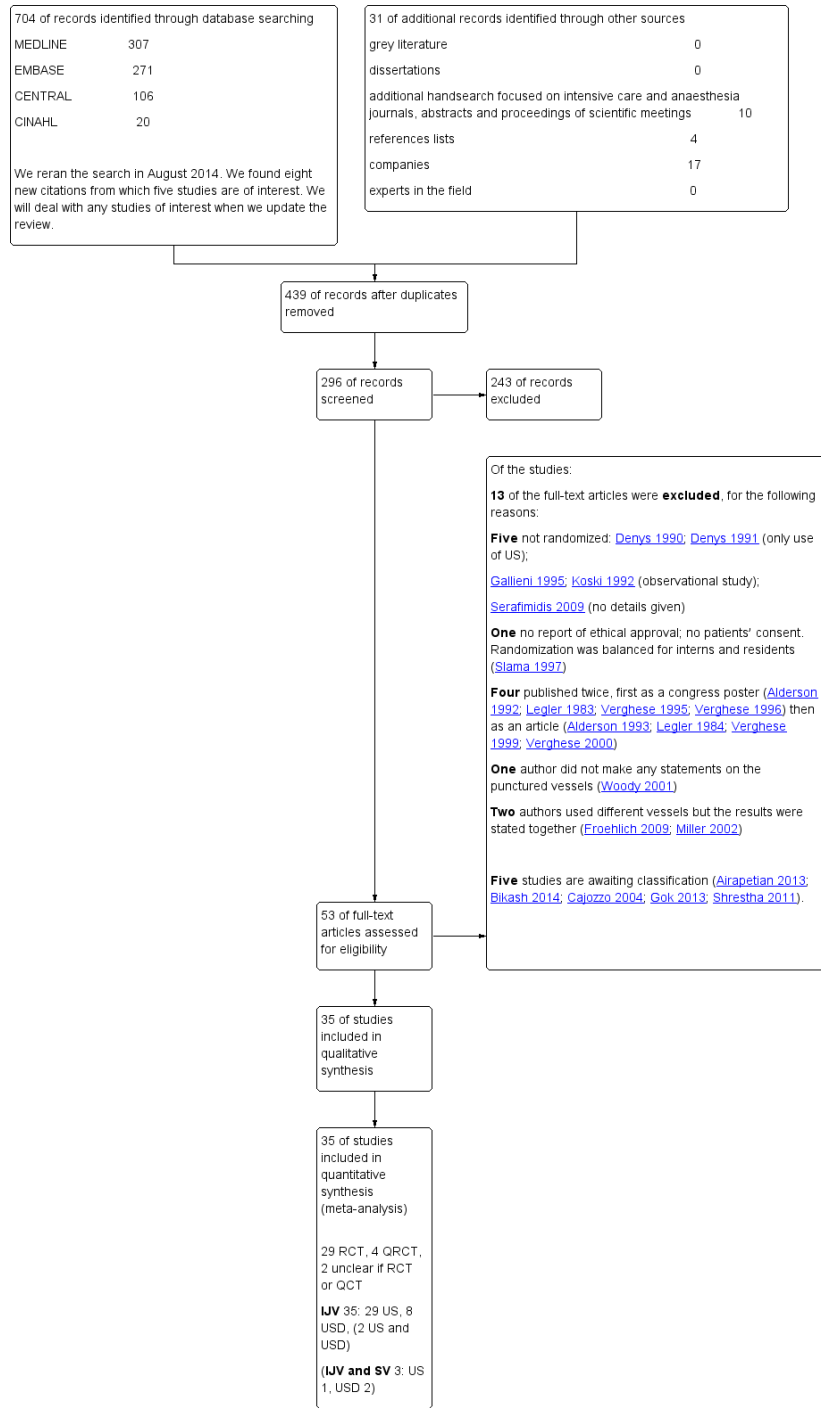 704 of records identified through database searching
MEDLINE 307
EMBASE 271
CENTRAL 106
CINAHL 20
We reran the search in August 2014. We found eight
new citations from which five studies are of interest. We
will deal with any studies of interest when we update the
review.
31 of additional records identified through other sources
grey literature 0
dissertations 0
additional handsearch focused on intensive care and anaesthesia
journals, abstracts and proceedings of scientific meetings 10
references lists 4
companies 17
experts in the field 0
439 of records after duplicates
removed
296 of records
screened
243 of records
excluded
Of the studies:
13 of the full-text articles were excluded, for the following
reasons:
Five not randomized: Denys 1990; Denys 1991 (only use
of US);
Gallieni 1995; Koski 1992 (observational study);
Serafimidis 2009 (no details given)
One no report of ethical approval; no patients' consent.
Randomization was balanced for interns and residents
(Slama 1997)
Four published twice, first as a congress poster (Alderson
1992; Legler 1983; Verghese 1995; Verghese 1996) then
as an article (Alderson 1993; Legler 1984; Verghese
1999; Verghese 2000)
One author did not make any statements on the
punctured vessels (Woody 2001)
Two authors used different vessels but the results were
stated together (Froehlich 2009; Miller 2002)
Five studies are awaiting classification (Airapetian 2013;
Bikash 2014; Cajozzo 2004; Gok 2013; Shrestha 2011).
53 of full-text
articles assessed
for eligibility
35 of studies
included in
qualitative
synthesis
35 of studies
included in
quantitative
synthesis
(meta-analysis)
29 RCT, 4 QRCT,
2 unclear if RCT
or QCT
IJV 35: 29 US, 8
USD, (2 US and
USD)
(IJV and SV 3: US
1, USD 2)